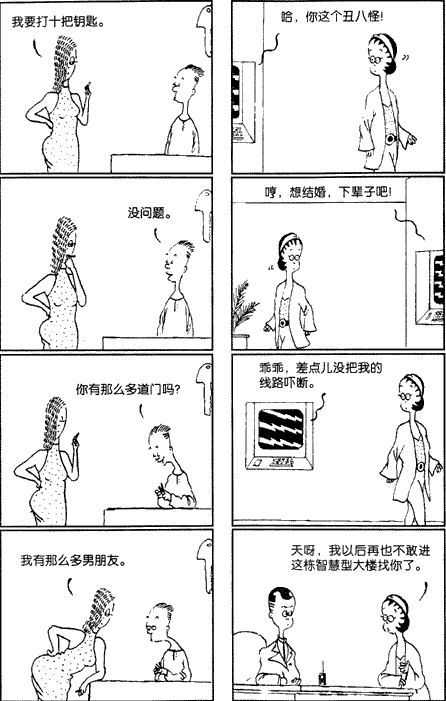 我要打十把钥匙。
没问题。
你有那么多道门吗?
我有那么多男朋友。
哈，你这个丑八怪!
哼，想结婚，下辈子吧!
乖乖，差点儿没把我的
线路吓断。
天呀，我以后再也不敢进
这栋智慧型大楼找你了。